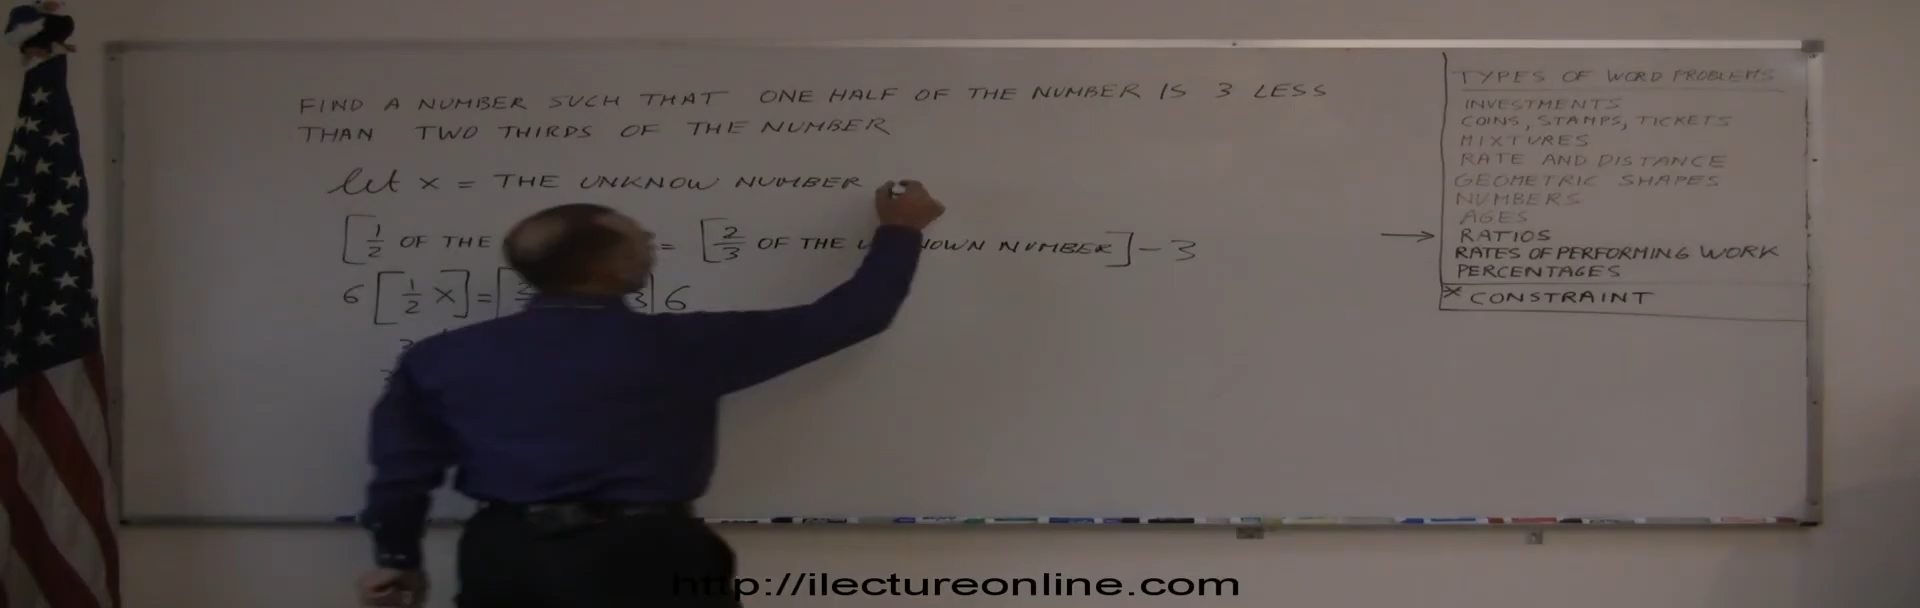 FIND A NUMBER SUCH THAT ONE HALF OF THE NUMBER IS 3 LESS
THAN TWO THIRDS OF THE NUMBER
let x = THE UNKNOW NUMBER
[1/2 OF THE = [2/3 OF THE NUMBER] - 3
6 [1/2 X] = [ 3] 6
TYPES OF WORD PROBLEMS
INVESTMENTS
COINS, STAMPS, TICKETS
MIXTURES
RATE AND DISTANCE
GEOMETRIC SHAPES
NUMBERS
AGES
→ RATIOS
RATES OF PERFORMING WORK
PERCENTAGES
* CONSTRAINT
http://ilectureonline.com